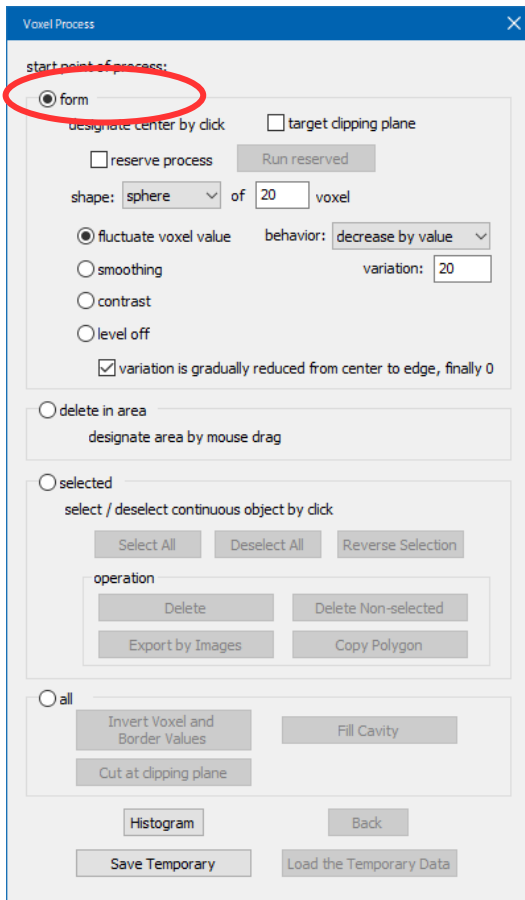 Voxel Process
start point of process:
form
designate center by click target clipping plane
reserve process Run reserved
shape: sphere of 20 voxel
fluctuate voxel value behavior: decrease by value
smoothing variation: 20
contrast
level off
variation is gradually reduced from center to edge, finally 0
delete in area
designate area by mouse drag
selected
select / deselect continuous object by click
Select All Deselect All Reverse Selection
operation
Delete Delete Non-selected
Export by Images Copy Polygon
all
Invert Voxel and
Border Values Fill Cavity
Cut at clipping plane
Histogram Back
Save Temporary Load the Temporary Data